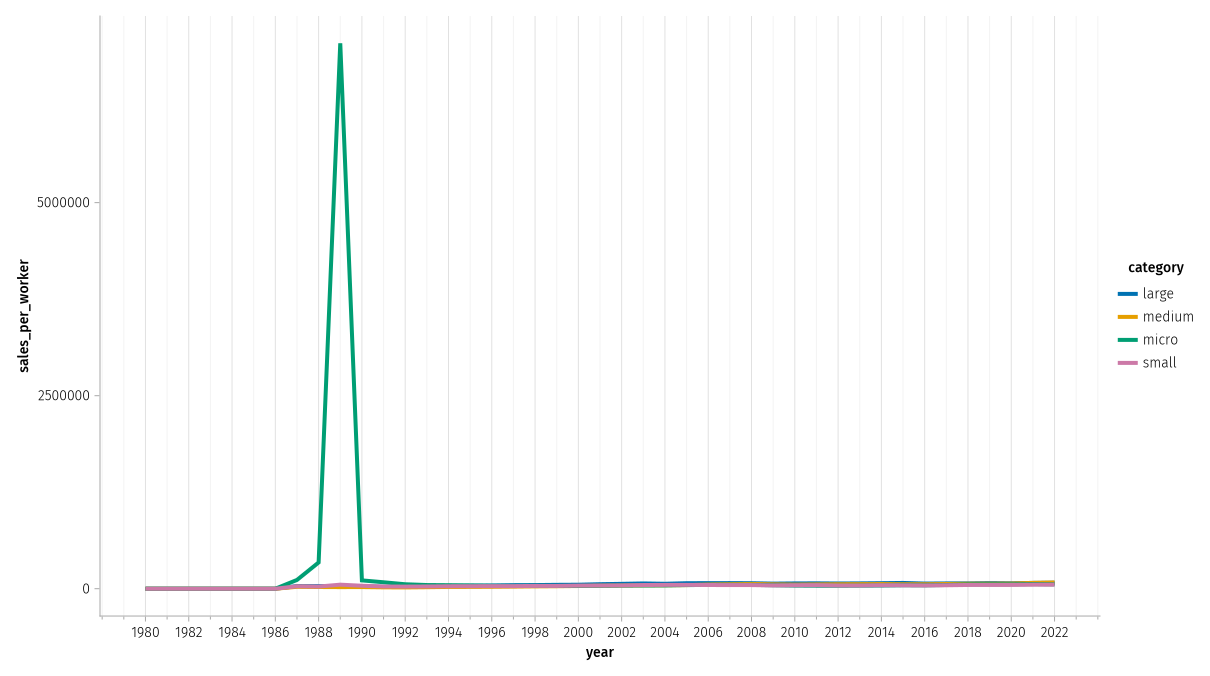 sales_per_worker
5000000
2500000
0
1980 1982 1984 1986 1988 1990 1992 1994 1996 1998 2000 2002 2004 2006 2008 2010 2012 2014 2016 2018 2020 2022
year
category
large
medium
micro
small